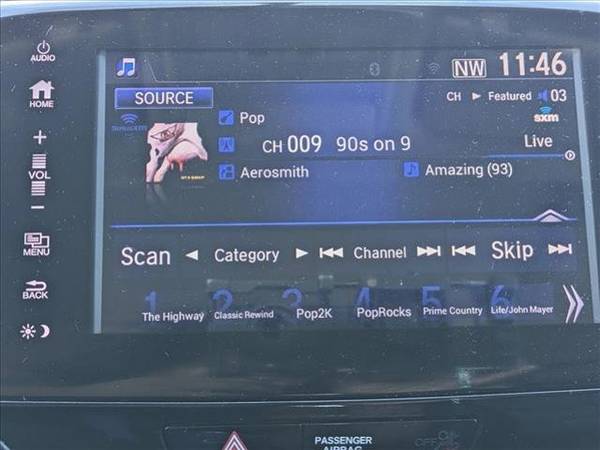 AUDIO
HOME
+
VOL
−
MENU
BACK
NW 11:46
SOURCE
CH ► Featured 03
SiriusXM
sxm
Pop
CH 009 90s on 9
Live
Aerosmith
Amazing (93)
Scan ◄ Category ► |◄◄ Channel ►►| |◄◄ Skip ►►|
1 2 3 4 5 6
The Highway Classic Rewind Pop2K PopRocks Prime Country Life/John Mayer
PASSENGER
AIRBAG
OFF